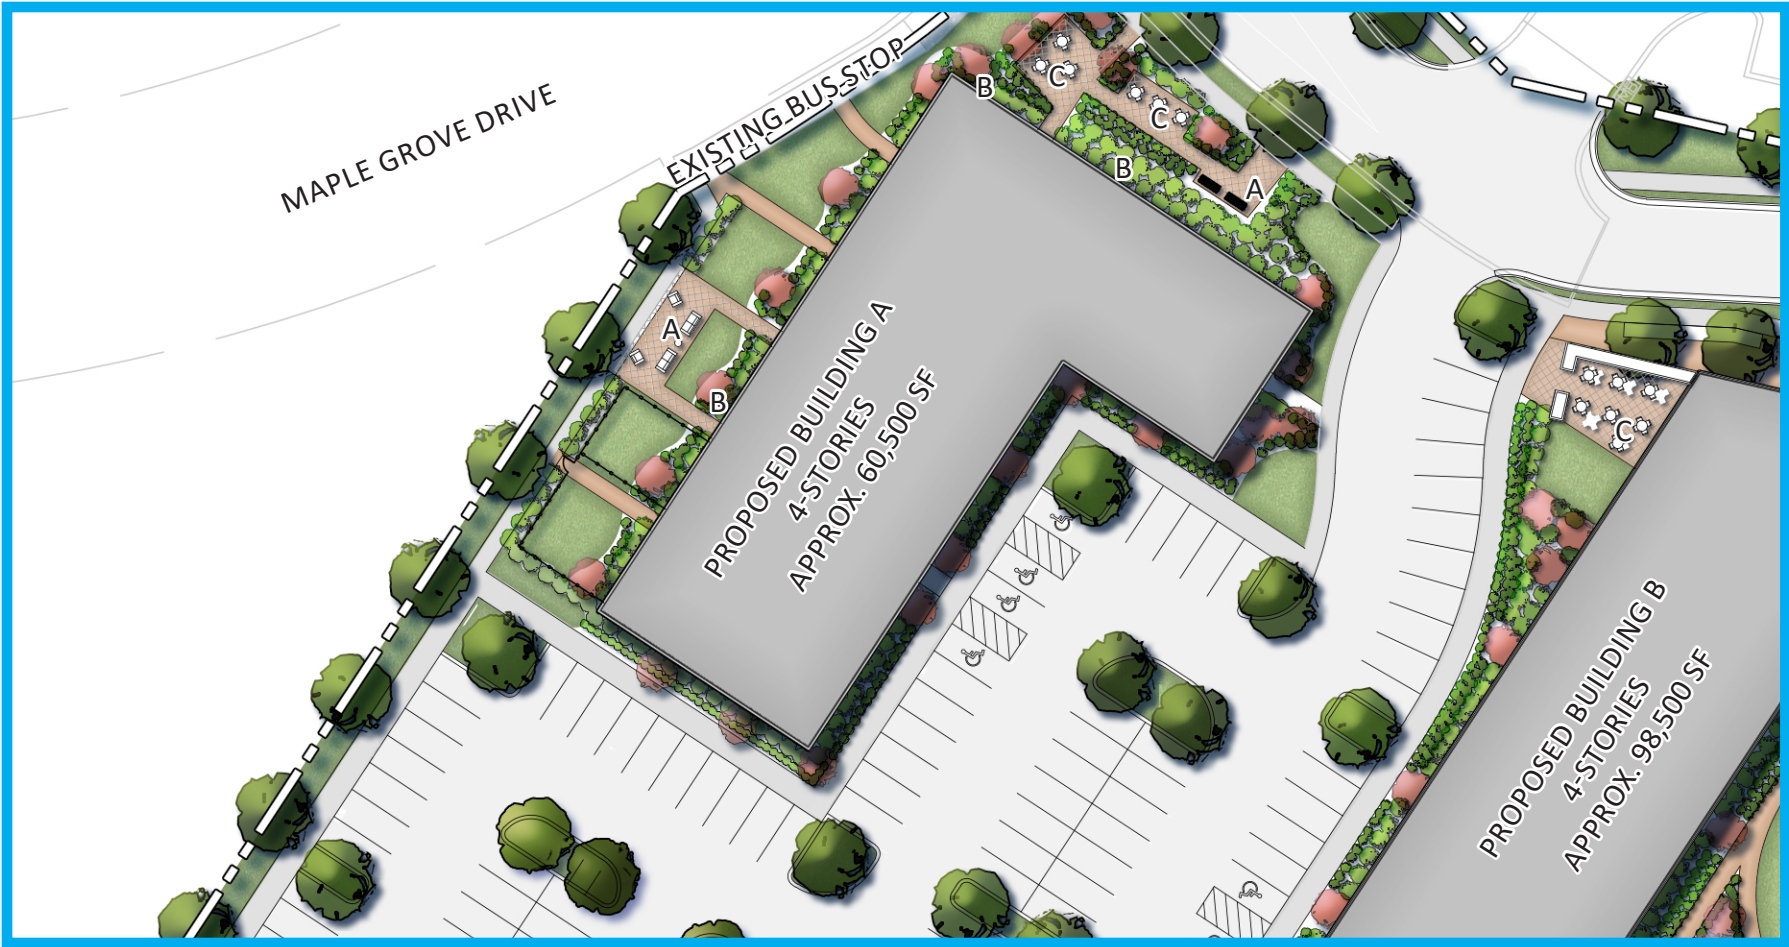 EXISTING BUS STOP
MAPLE GROVE DRIVE
B
C
C
B
A
A
B
C
PROPOSED BUILDING A
4-STORIES
APPROX. 60,500 SF
PROPOSED BUILDING B
4-STORIES
APPROX. 98,500 SF